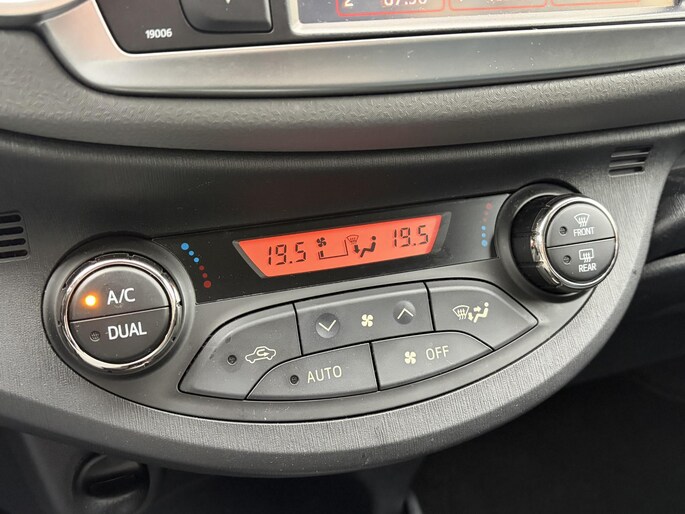 19006
19.5 19.5
FRONT
REAR
A/C
DUAL
AUTO
OFF